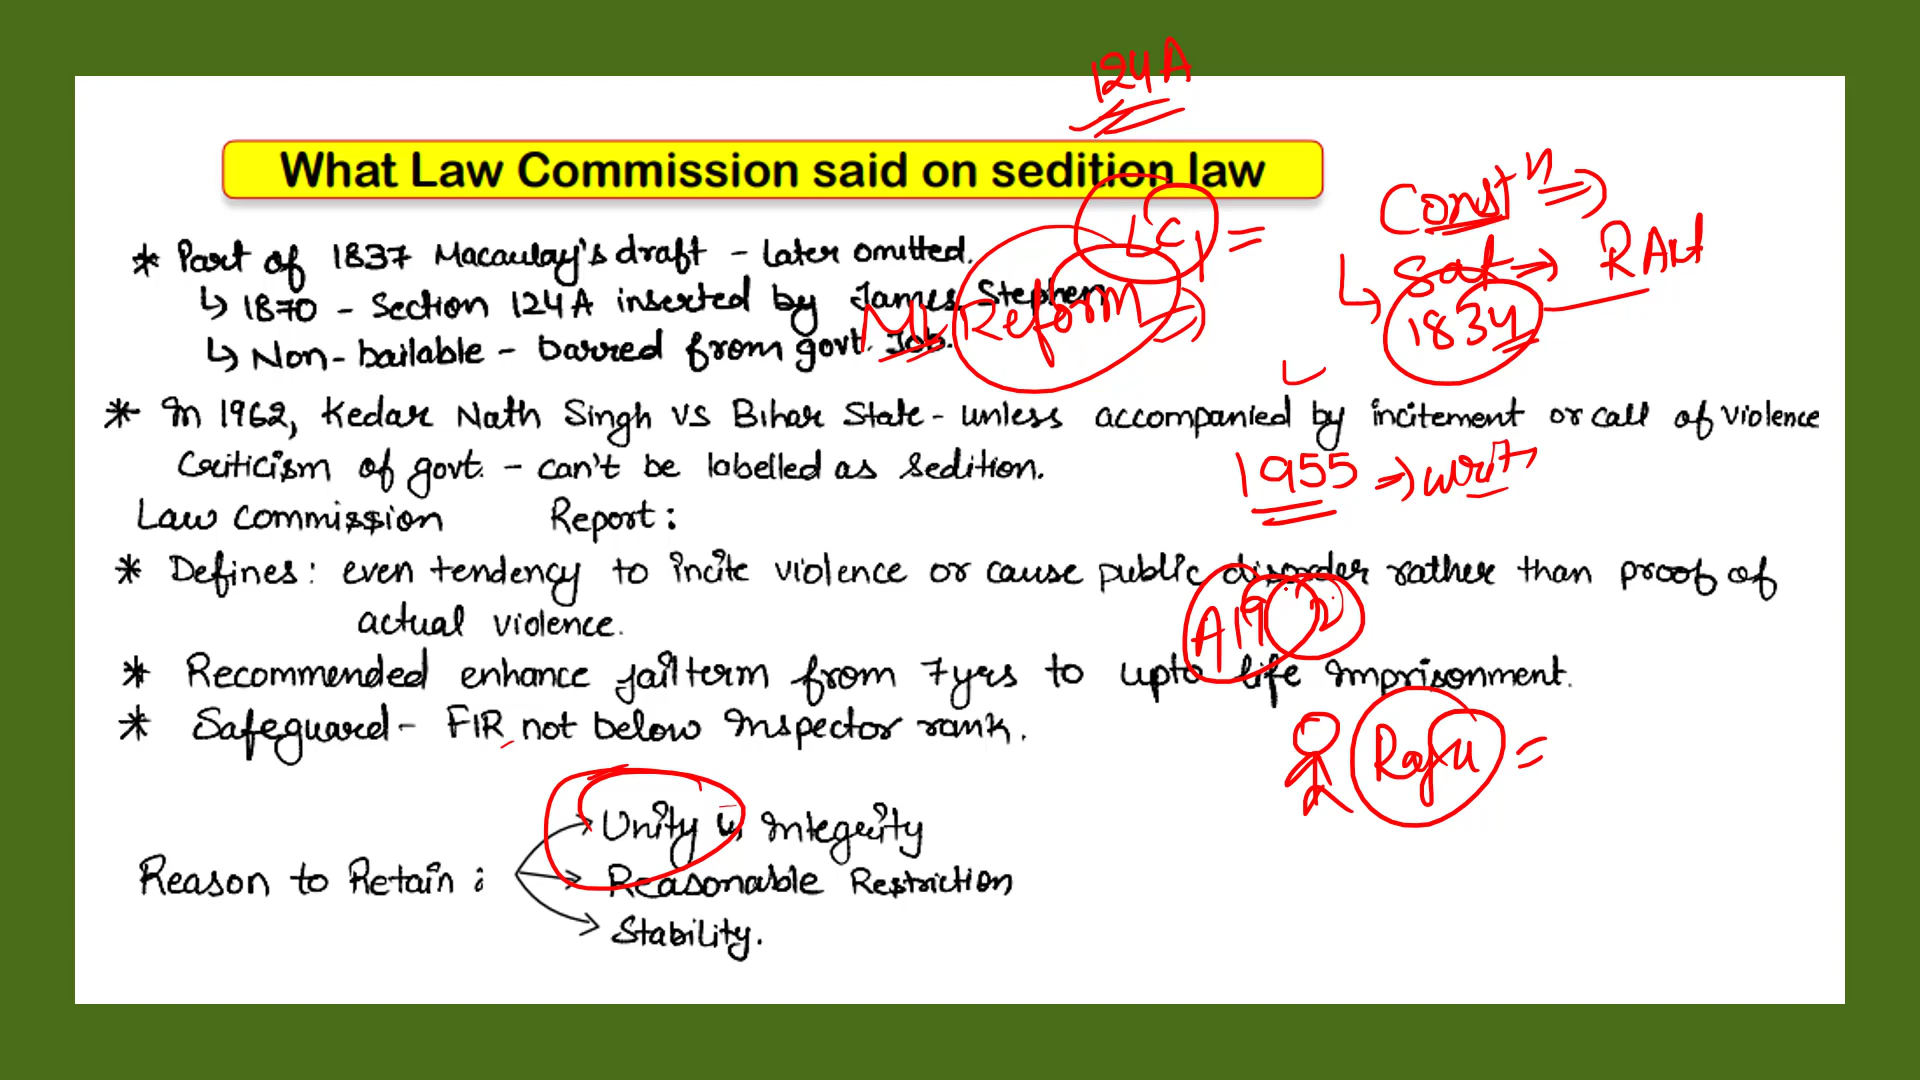 124A
What Law Commission said on sedition law
* Part of 1837 Macaulay's draft - Later omitted.
↳ 1870 - Section 124A inserted by James Stephen
↳ Non-bailable - barred from govt. Job.
LC =
Reform
Constn ⇒
↳ Sat → RAct
1834
* In 1962, Kedar Nath Singh vs Bihar State - unless accompanied by incitement or call of violence
Criticism of govt. - can't be labelled as Sedition.
1955 ⇒ writ
Law Commission Report:
* Defines: even tendency to incite violence or cause public disorder rather than proof of
actual violence.
A19
* Recommended enhance jail term from 7yrs to upto life imprisonment.
* Safeguard - FIR not below Inspector rank.
Reason to Retain:
Unity & Integrity
Reasonable Restriction
Stability.